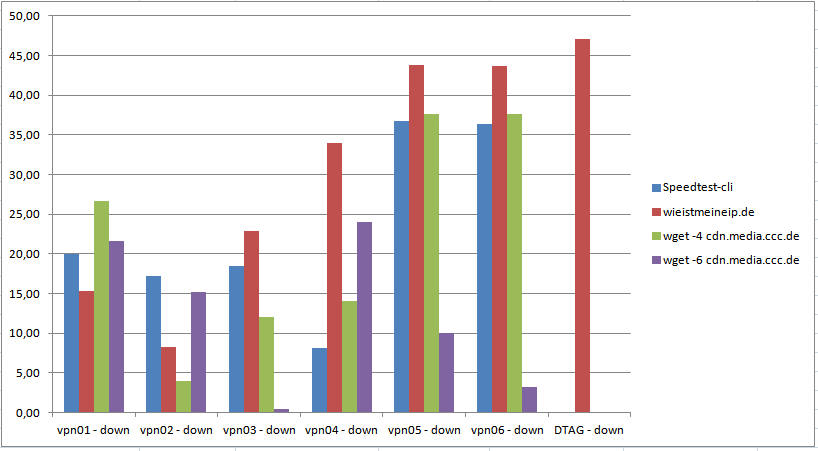 50,00
45,00
40,00
35,00
30,00
25,00
20,00
15,00
10,00
5,00
0,00
vpn01 - down vpn02 - down vpn03 - down vpn04 - down vpn05 - down vpn06 - down DTAG - down
Speedtest-cli
wieistmeineip.de
wget -4 cdn.media.ccc.de
wget -6 cdn.media.ccc.de